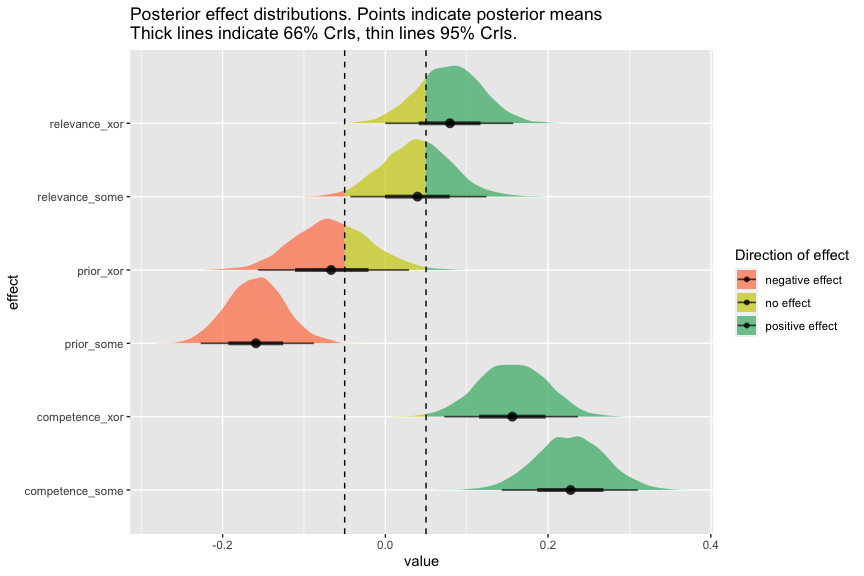 Posterior effect distributions. Points indicate posterior means
Thick lines indicate 66% CrIs, thin lines 95% CrIs.
effect
relevance_xor
relevance_some
prior_xor
prior_some
competence_xor
competence_some
-0.2
0.0
0.2
0.4
value
Direction of effect
negative effect
no effect
positive effect